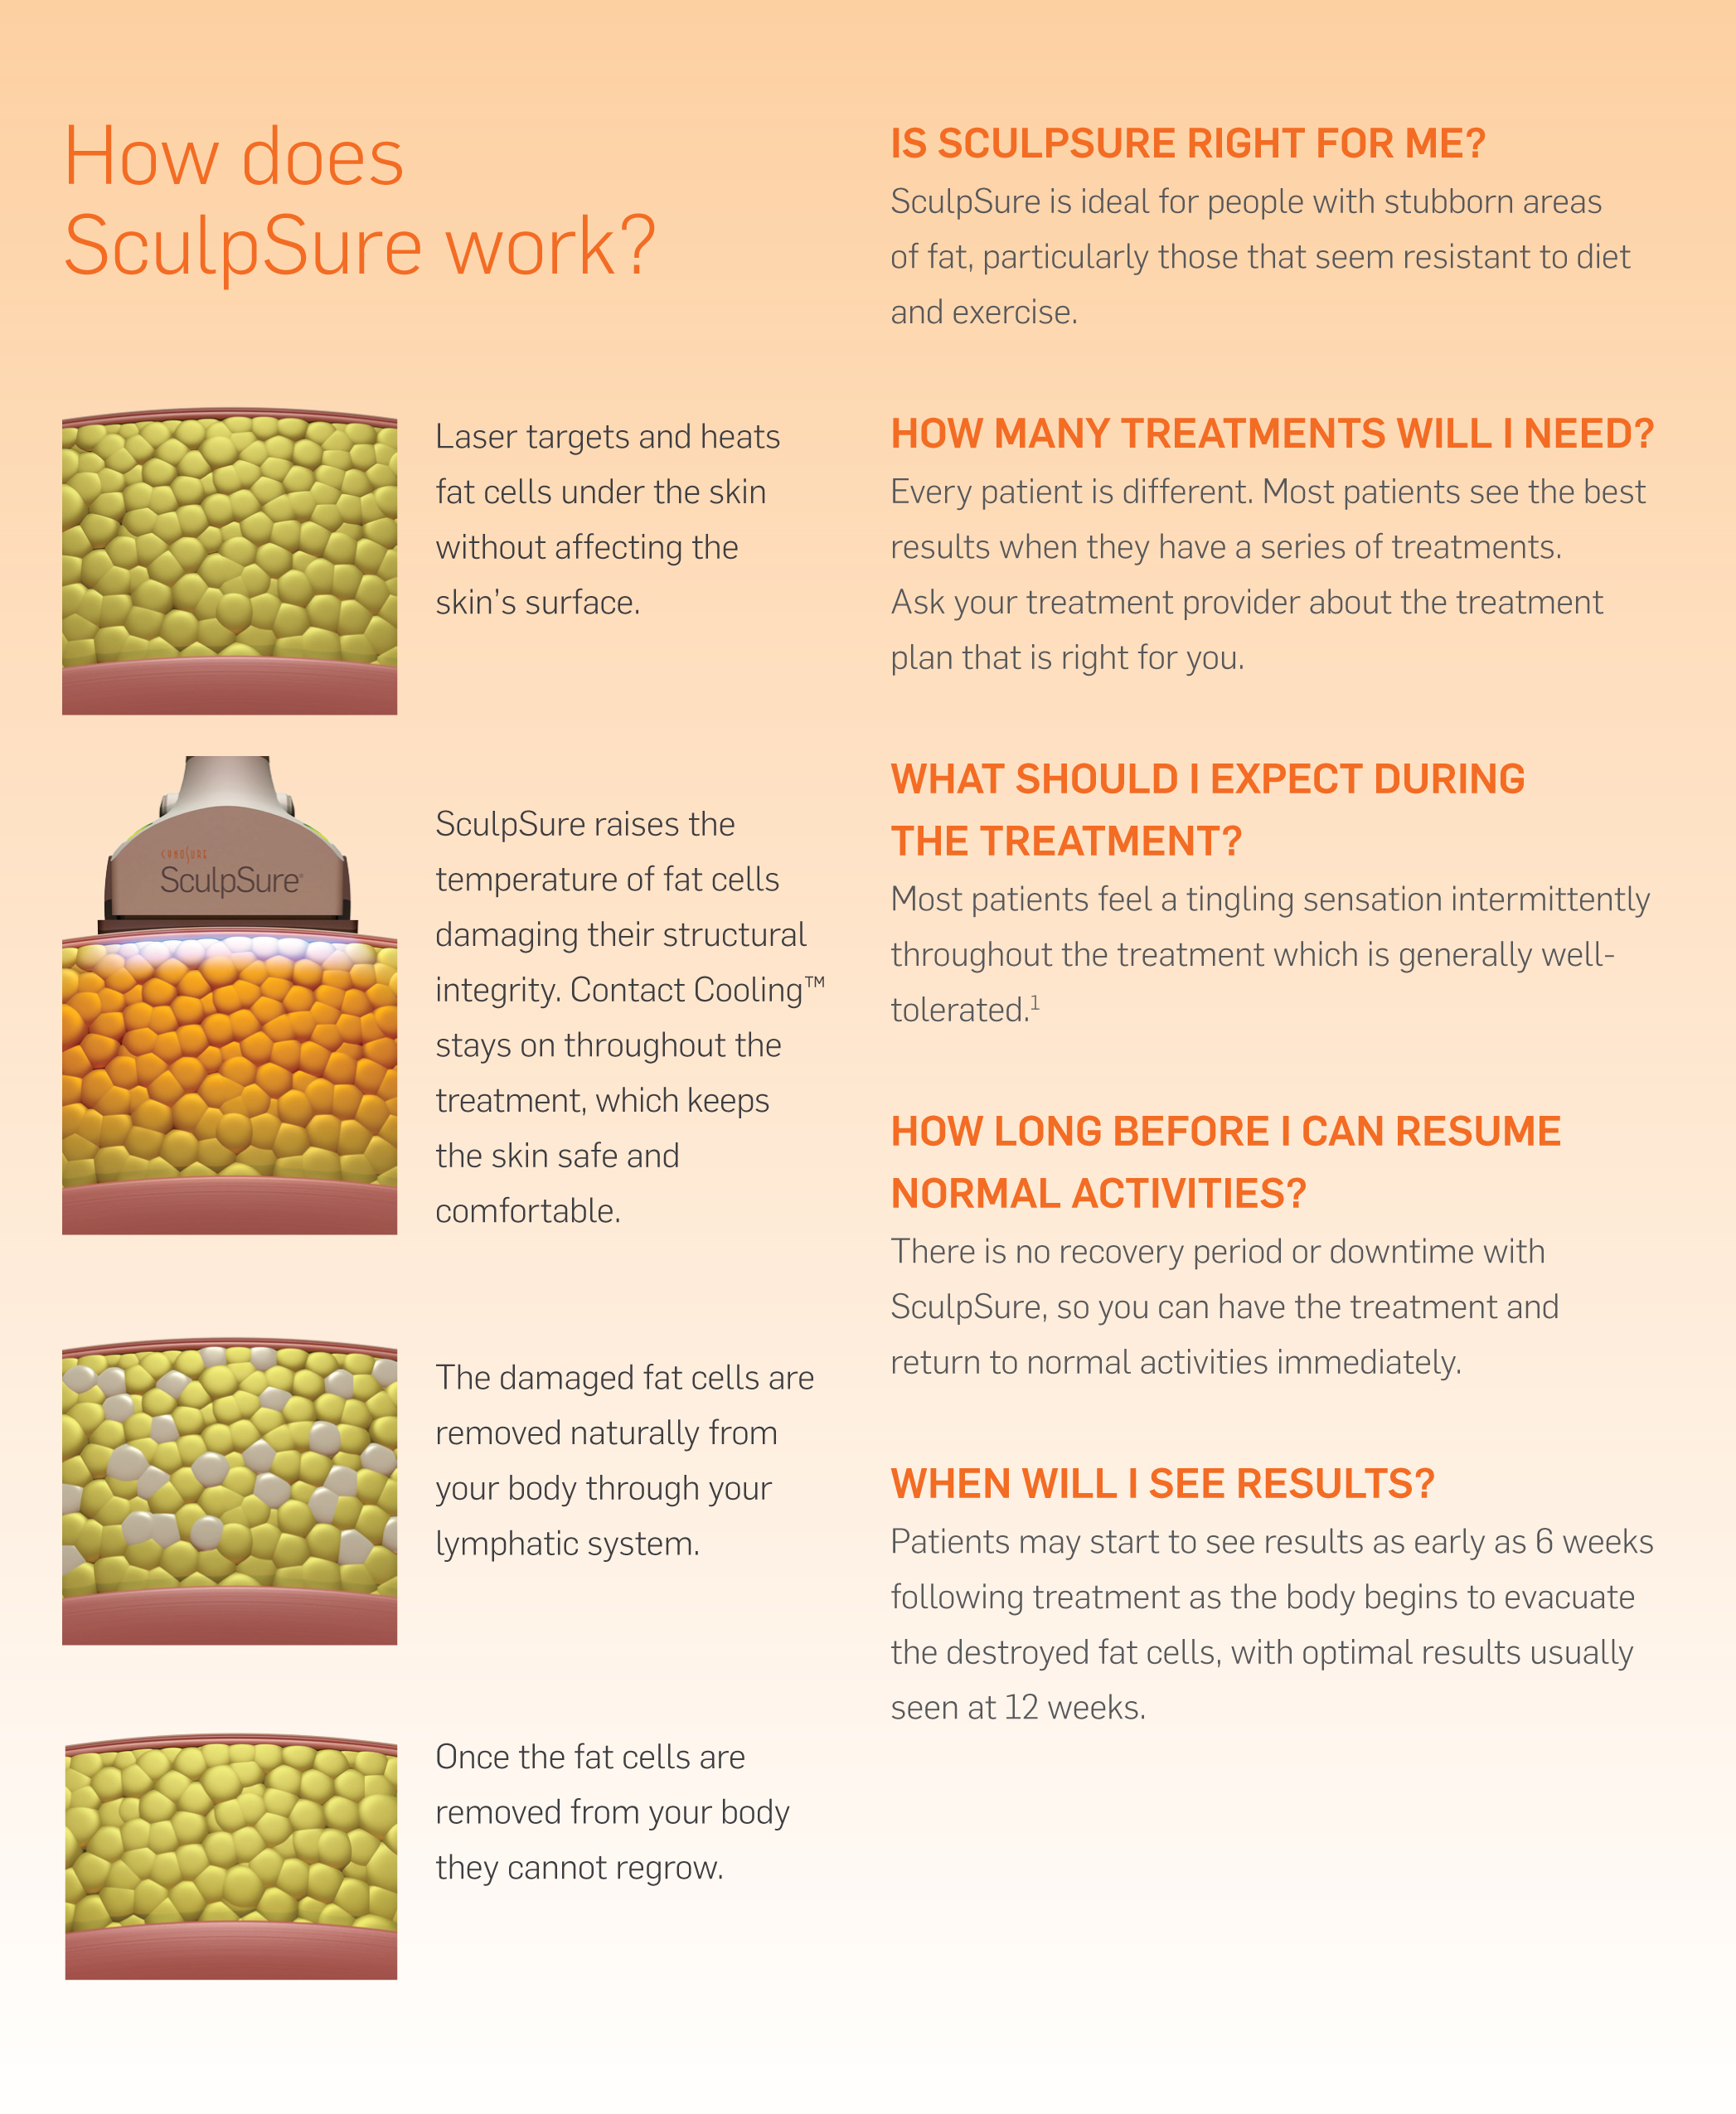 How does
SculpSure work?
Laser targets and heats
fat cells under the skin
without affecting the
skin's surface.
CYNOSURE
SculpSure®
SculpSure raises the
temperature of fat cells
damaging their structural
integrity. Contact Cooling™
stays on throughout the
treatment, which keeps
the skin safe and
comfortable.
The damaged fat cells are
removed naturally from
your body through your
lymphatic system.
Once the fat cells are
removed from your body
they cannot regrow.
IS SCULPSURE RIGHT FOR ME?
SculpSure is ideal for people with stubborn areas
of fat, particularly those that seem resistant to diet
and exercise.
HOW MANY TREATMENTS WILL I NEED?
Every patient is different. Most patients see the best
results when they have a series of treatments.
Ask your treatment provider about the treatment
plan that is right for you.
WHAT SHOULD I EXPECT DURING
THE TREATMENT?
Most patients feel a tingling sensation intermittently
throughout the treatment which is generally well-
tolerated.¹
HOW LONG BEFORE I CAN RESUME
NORMAL ACTIVITIES?
There is no recovery period or downtime with
SculpSure, so you can have the treatment and
return to normal activities immediately.
WHEN WILL I SEE RESULTS?
Patients may start to see results as early as 6 weeks
following treatment as the body begins to evacuate
the destroyed fat cells, with optimal results usually
seen at 12 weeks.